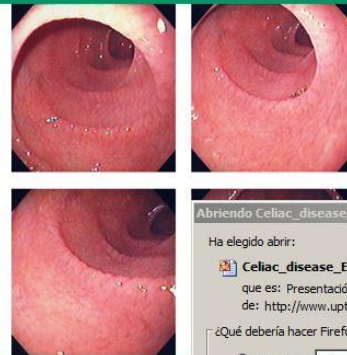 Abriendo Celiac_disease
Ha elegido abrir:
Celiac_disease_E
que es: Presentació
de: http://www.upt
¿Qué debería hacer Firef